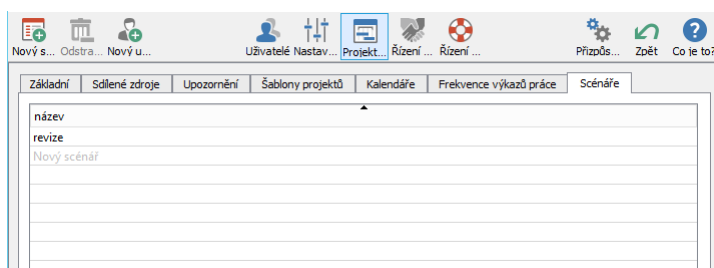 Nový s... Odstra... Nový u... Uživatelé Nastav... Projekt... Řízení ... Řízení ... Přizpůs... Zpět Co je to?
Základní Sdílené zdroje Upozornění Šablony projektů Kalendáře Frekvence výkazů práce Scénáře
název
revize
Nový scénář